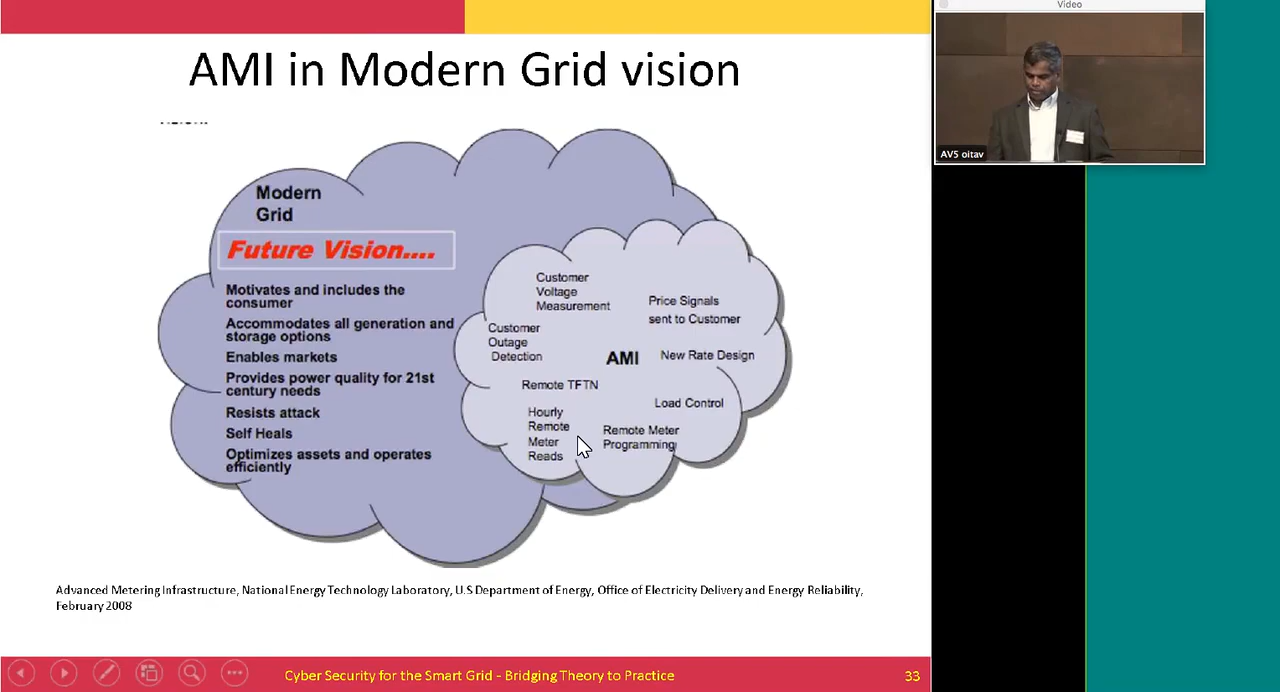 AMI in Modern Grid vision
Modern
Grid
Future Vision....
Motivates and includes the
consumer
Accommodates all generation and
storage options
Enables markets
Provides power quality for 21st
century needs
Resists attack
Self Heals
Optimizes assets and operates
efficiently
Customer
Voltage
Measurement
Price Signals
sent to Customer
Customer
Outage
Detection
AMI
New Rate Design
Remote TFTN
Load Control
Hourly
Remote
Meter
Reads
Remote Meter
Programming
Advanced Metering Infrastructure, National Energy Technology Laboratory, U.S Department of Energy, Office of Electricity Delivery and Energy Reliability,
February 2008
Cyber Security for the Smart Grid - Bridging Theory to Practice
33
Video
AV5 oitav